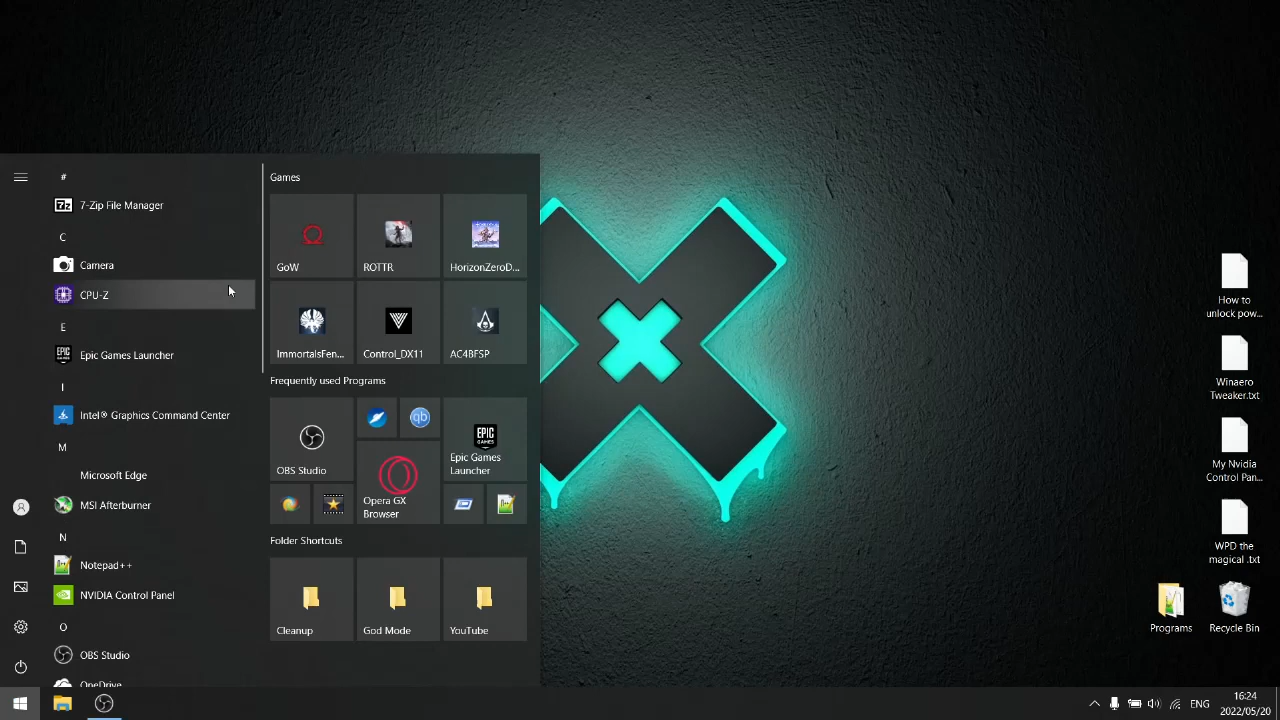 #
7-Zip File Manager
C
Camera
CPU-Z
E
Epic Games Launcher
I
Intel® Graphics Command Center
M
Microsoft Edge
MSI Afterburner
N
Notepad++
NVIDIA Control Panel
O
OBS Studio
OneDrive
Games
GoW
ROTTR
HorizonZeroD...
ImmortalsFen...
Control_DX11
AC4BFSP
Frequently used Programs
OBS Studio
qb
Opera GX
Browser
EPIC
GAMES
Epic Games
Launcher
Folder Shortcuts
Cleanup
God Mode
YouTube
How to
unlock pow...
Winaero
Tweaker.txt
My Nvidia
Control Pan...
WPD the
magical .txt
Programs
Recycle Bin
ENG
16:24
2022/05/20